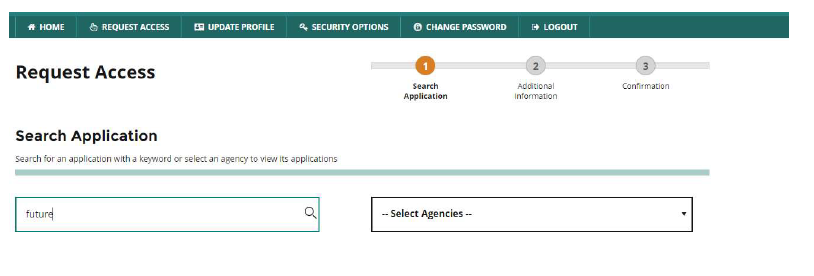 HOME REQUEST ACCESS UPDATE PROFILE SECURITY OPTIONS CHANGE PASSWORD LOGOUT
Request Access
1 2 3
Search Application
Additional Information
Confirmation
Search Application
Search for an application with a keyword or select an agency to view its applications
future
-- Select Agencies --